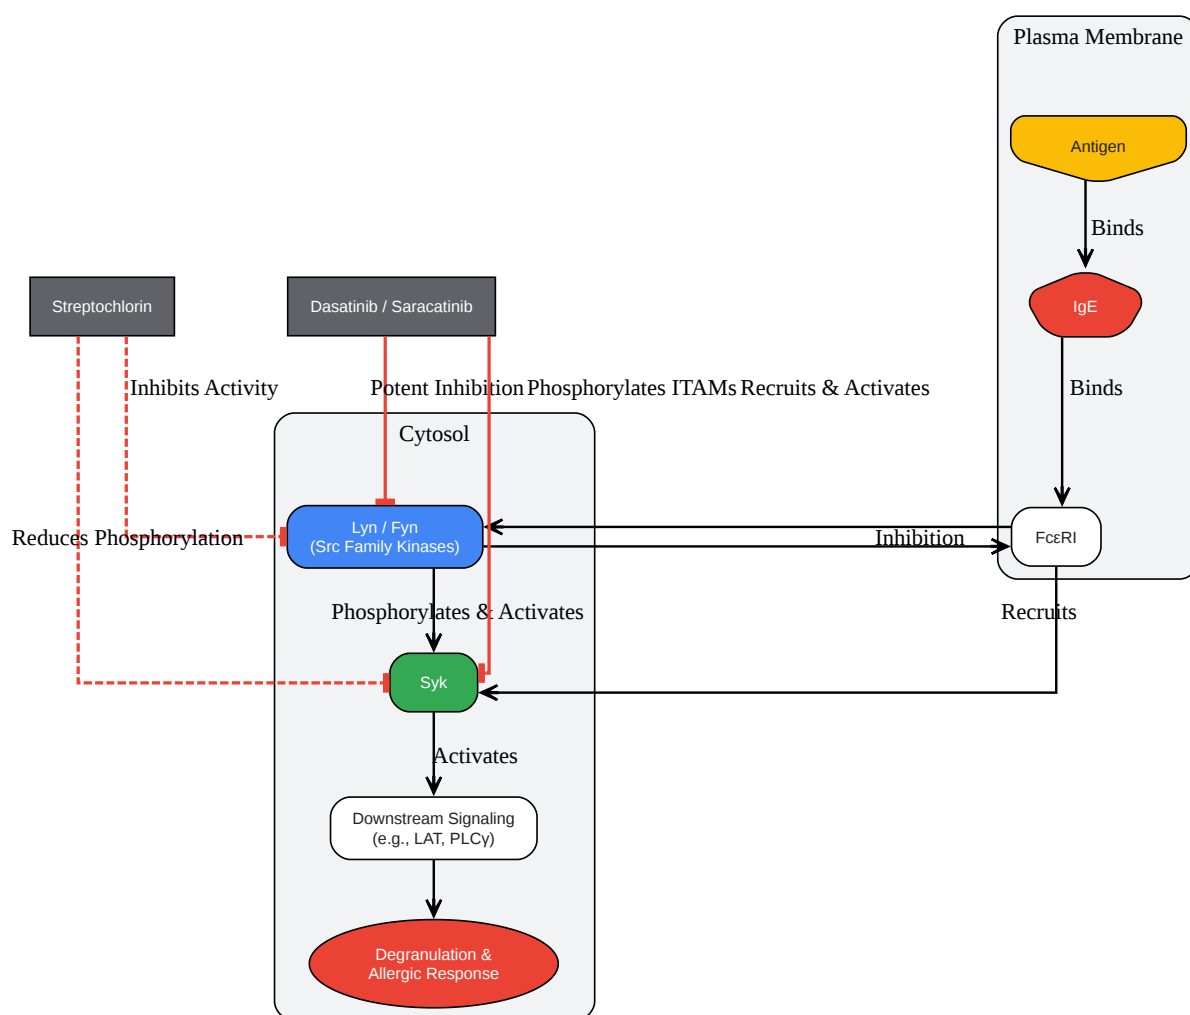 Plasma Membrane
Antigen
Binds
Streptochlorin
Dasatinib / Saracatinib
IgE
Inhibits Activity
Potent Inhibition
Phosphorylates ITAMs
Recruits & Activates
Binds
Cytosol
Lyn / Fyn
(Src Family Kinases)
Reduces Phosphorylation
Inhibition
FcεRI
Phosphorylates & Activates
Recruits
Syk
Activates
Downstream Signaling
(e.g., LAT, PLCγ)
Degranulation &
Allergic Response